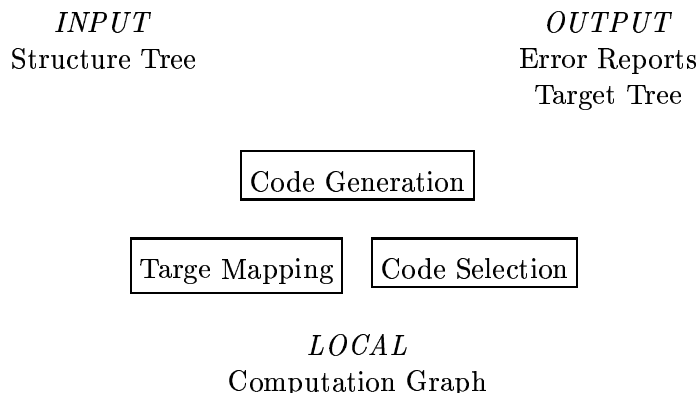 INPUT
Structure Tree
OUTPUT
Error Reports
Target Tree
Code Generation
Targe Mapping
Code Selection
LOCAL
Computation Graph